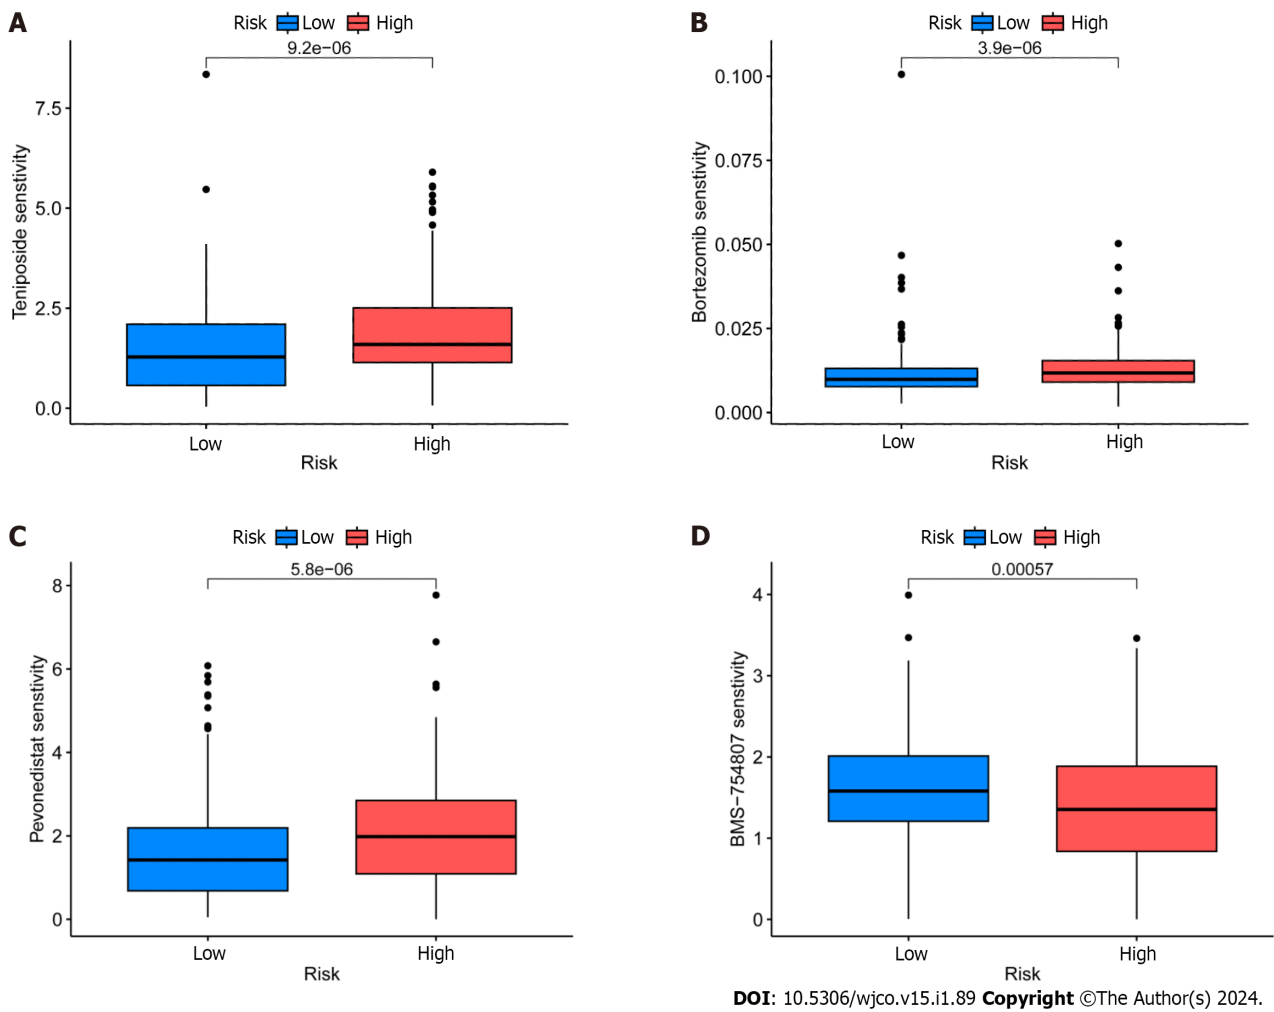 A
Risk Low High
9.2e−06
7.5
5.0
2.5
0.0
Teniposide senstivity
Low High
Risk
B
Risk Low High
3.9e−06
0.100
0.075
0.050
0.025
0.000
Bortezomib senstivity
Low High
Risk
C
Risk Low High
5.8e−06
8
6
4
2
0
Pevonedistat senstivity
Low High
Risk
D
Risk Low High
0.00057
4
3
2
1
0
BMS−754807 senstivity
Low High
Risk
DOI: 10.5306/wjco.v15.i1.89 Copyright ©The Author(s) 2024.